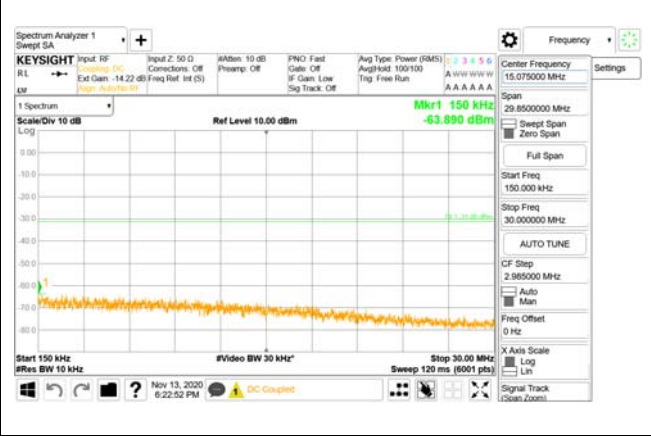 Spectrum Analyzer 1
Swept SA
Frequency
KEYSIGHT
Input: RF
Coupling: DC
Ext Gain: -14.22 dB
Align: Auto/No RF
Input Z: 50 Ω
Corrections: Off
Freq Ref: Int (S)
#Atten: 10 dB
Preamp: Off
PNO: Fast
Gate: Off
IF Gain: Low
Sig Track: Off
Avg Type: Power (RMS)
Avg|Hold: 100/100
Trig: Free Run
1 2 3 4 5 6
A W W W W W
A A A A A A
RL
1 Spectrum
Scale/Div 10 dB
Ref Level 10.00 dBm
Mkr1 150 kHz
-63.890 dBm
Log
0.00
-10.0
-20.0
-30.0
-40.0
-50.0
-60.0
-70.0
-80.0
1
Start 150 kHz
#Res BW 10 kHz
#Video BW 30 kHz*
Stop 30.00 MHz
Sweep 120 ms (6001 pts)
Center Frequency
15.075000 MHz
Settings
Span
29.8500000 MHz
Swept Span
Zero Span
Full Span
Start Freq
150.000 kHz
Stop Freq
30.000000 MHz
AUTO TUNE
CF Step
2.985000 MHz
Auto
Man
Freq Offset
0 Hz
X Axis Scale
Log
Lin
Signal Track
(Span Zoom)
Nov 13, 2020
6:22:52 PM
DC Coupled